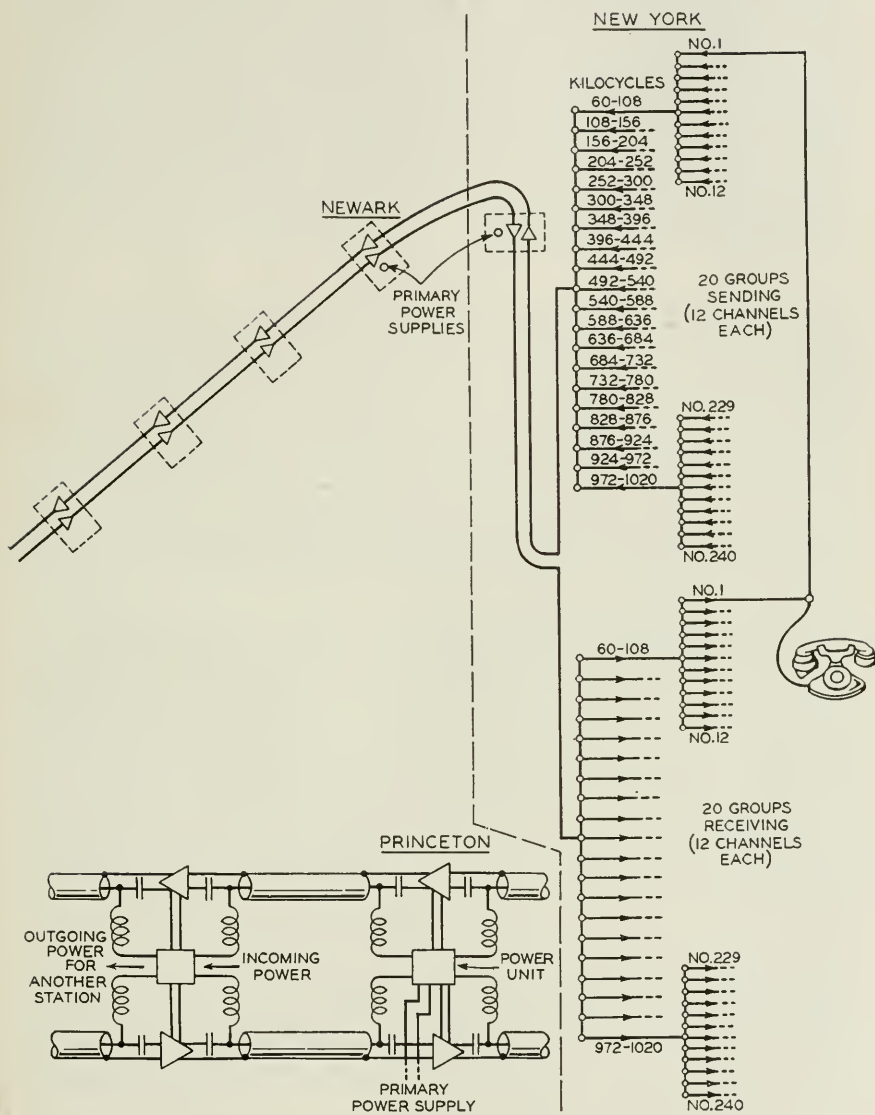 NEW YORK
NO.1
KILOCYCLES
60-108
108-156
156-204
204-252
252-300
300-348
348-396
396-444
444-492
492-540
540-588
588-636
636-684
684-732
732-780
780-828
828-876
876-924
924-972
972-1020
NO.12
NEWARK
PRIMARY
POWER
SUPPLIES
20 GROUPS
SENDING
(12 CHANNELS
EACH)
NO.229
NO.240
NO.1
60-108
NO.12
20 GROUPS
RECEIVING
(12 CHANNELS
EACH)
NO.229
972-1020
NO.240
PRINCETON
OUTGOING
POWER
FOR
ANOTHER
STATION
INCOMING
POWER
POWER
UNIT
PRIMARY
POWER SUPPLY